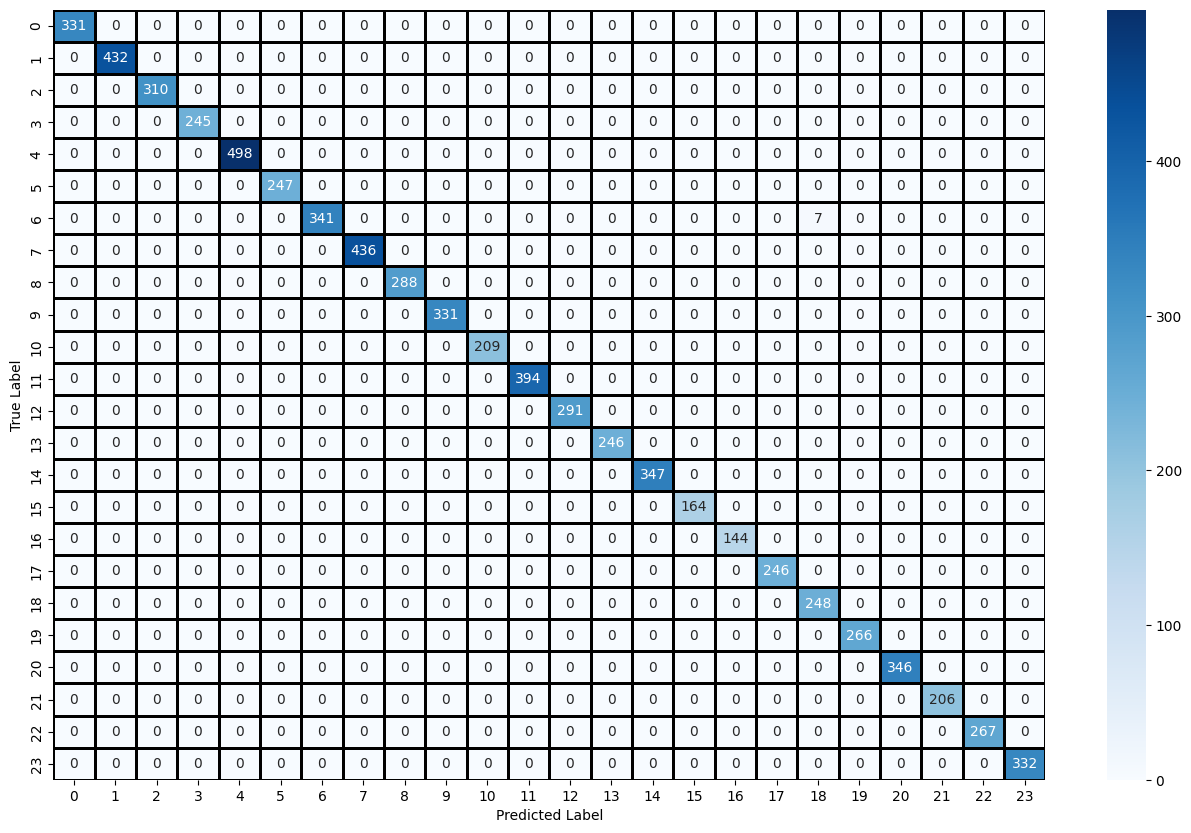 0 331 0 0 0 0 0 0 0 0 0 0 0 0 0 0 0 0 0 0 0 0 0 0 0
1 0 432 0 0 0 0 0 0 0 0 0 0 0 0 0 0 0 0 0 0 0 0 0 0
2 0 0 310 0 0 0 0 0 0 0 0 0 0 0 0 0 0 0 0 0 0 0 0 0
3 0 0 0 245 0 0 0 0 0 0 0 0 0 0 0 0 0 0 0 0 0 0 0 0
4 0 0 0 0 498 0 0 0 0 0 0 0 0 0 0 0 0 0 0 0 0 0 0 0
400
5 0 0 0 0 0 247 0 0 0 0 0 0 0 0 0 0 0 0 0 0 0 0 0 0
6 0 0 0 0 0 0 341 0 0 0 0 0 0 0 0 0 0 0 7 0 0 0 0 0
7 0 0 0 0 0 0 0 436 0 0 0 0 0 0 0 0 0 0 0 0 0 0 0 0
8 0 0 0 0 0 0 0 0 288 0 0 0 0 0 0 0 0 0 0 0 0 0 0 0
9 0 0 0 0 0 0 0 0 0 331 0 0 0 0 0 0 0 0 0 0 0 0 0 0
300
10 0 0 0 0 0 0 0 0 0 0 209 0 0 0 0 0 0 0 0 0 0 0 0 0
11 0 0 0 0 0 0 0 0 0 0 0 394 0 0 0 0 0 0 0 0 0 0 0 0
True Label
12 0 0 0 0 0 0 0 0 0 0 0 0 291 0 0 0 0 0 0 0 0 0 0 0
13 0 0 0 0 0 0 0 0 0 0 0 0 0 246 0 0 0 0 0 0 0 0 0 0
14 0 0 0 0 0 0 0 0 0 0 0 0 0 0 347 0 0 0 0 0 0 0 0 0
200
15 0 0 0 0 0 0 0 0 0 0 0 0 0 0 0 164 0 0 0 0 0 0 0 0
16 0 0 0 0 0 0 0 0 0 0 0 0 0 0 0 0 144 0 0 0 0 0 0 0
17 0 0 0 0 0 0 0 0 0 0 0 0 0 0 0 0 0 246 0 0 0 0 0 0
18 0 0 0 0 0 0 0 0 0 0 0 0 0 0 0 0 0 0 248 0 0 0 0 0
19 0 0 0 0 0 0 0 0 0 0 0 0 0 0 0 0 0 0 0 266 0 0 0 0
100
20 0 0 0 0 0 0 0 0 0 0 0 0 0 0 0 0 0 0 0 0 346 0 0 0
21 0 0 0 0 0 0 0 0 0 0 0 0 0 0 0 0 0 0 0 0 0 206 0 0
22 0 0 0 0 0 0 0 0 0 0 0 0 0 0 0 0 0 0 0 0 0 0 267 0
23 0 0 0 0 0 0 0 0 0 0 0 0 0 0 0 0 0 0 0 0 0 0 0 332
0
0 1 2 3 4 5 6 7 8 9 10 11 12 13 14 15 16 17 18 19 20 21 22 23
Predicted Label